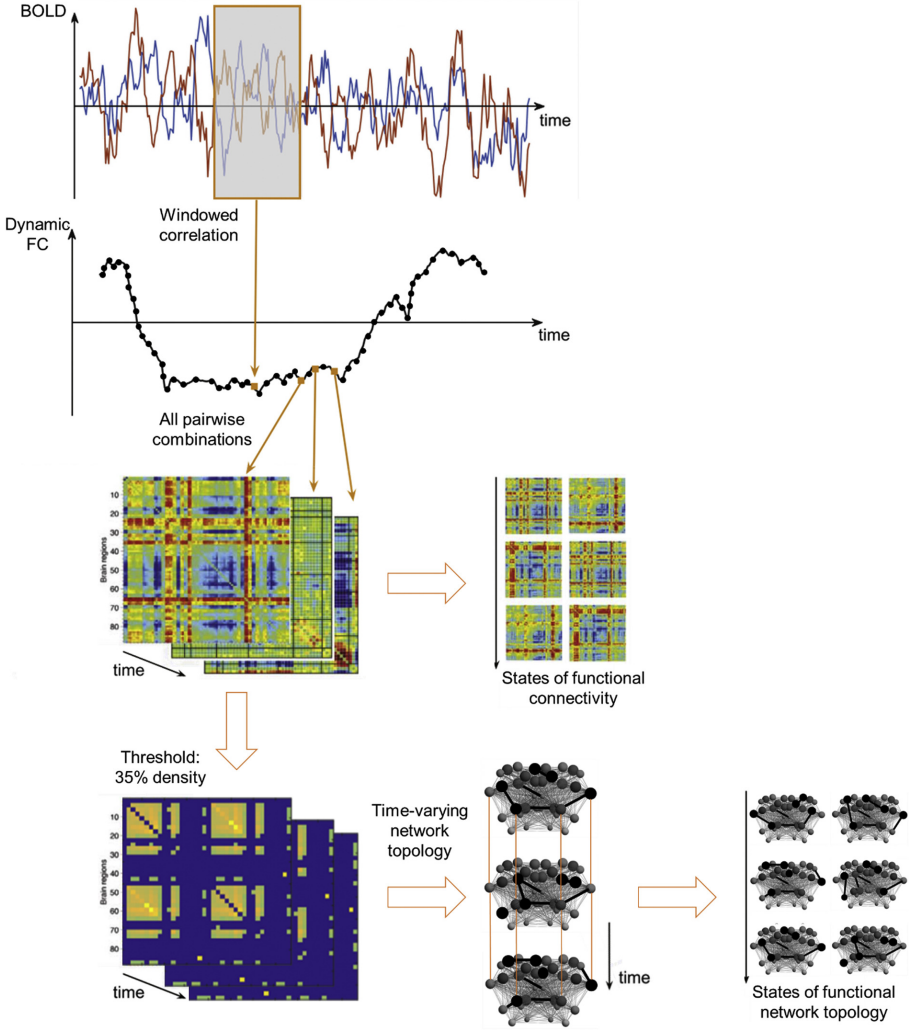 BOLD
time
Windowed
correlation
Dynamic
FC
time
All pairwise
combinations
10
20
30
40
50
60
70
80
Brain regions
time
States of functional
connectivity
Threshold:
35% density
10
20
30
40
50
60
70
80
Brain regions
time
Time-varying
network
topology
time
States of functional
network topology